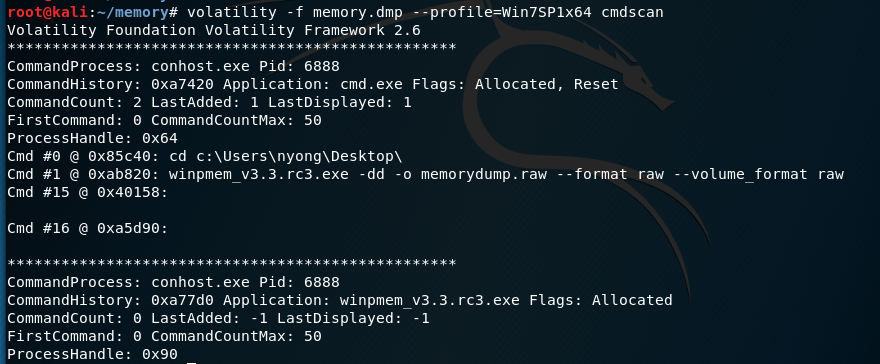 root@kali:~/memory# volatility -f memory.dmp --profile=Win7SP1x64 cmdscan
Volatility Foundation Volatility Framework 2.6
**************************************************
CommandProcess: conhost.exe Pid: 6888
CommandHistory: 0xa7420 Application: cmd.exe Flags: Allocated, Reset
CommandCount: 2 LastAdded: 1 LastDisplayed: 1
FirstCommand: 0 CommandCountMax: 50
ProcessHandle: 0x64
Cmd #0 @ 0x85c40: cd c:\Users\nyong\Desktop\
Cmd #1 @ 0xab820: winpmem_v3.3.rc3.exe -dd -o memorydump.raw --format raw --volume_format raw
Cmd #15 @ 0x40158:
Cmd #16 @ 0xa5d90:
**************************************************
CommandProcess: conhost.exe Pid: 6888
CommandHistory: 0xa77d0 Application: winpmem_v3.3.rc3.exe Flags: Allocated
CommandCount: 0 LastAdded: -1 LastDisplayed: -1
FirstCommand: 0 CommandCountMax: 50
ProcessHandle: 0x90